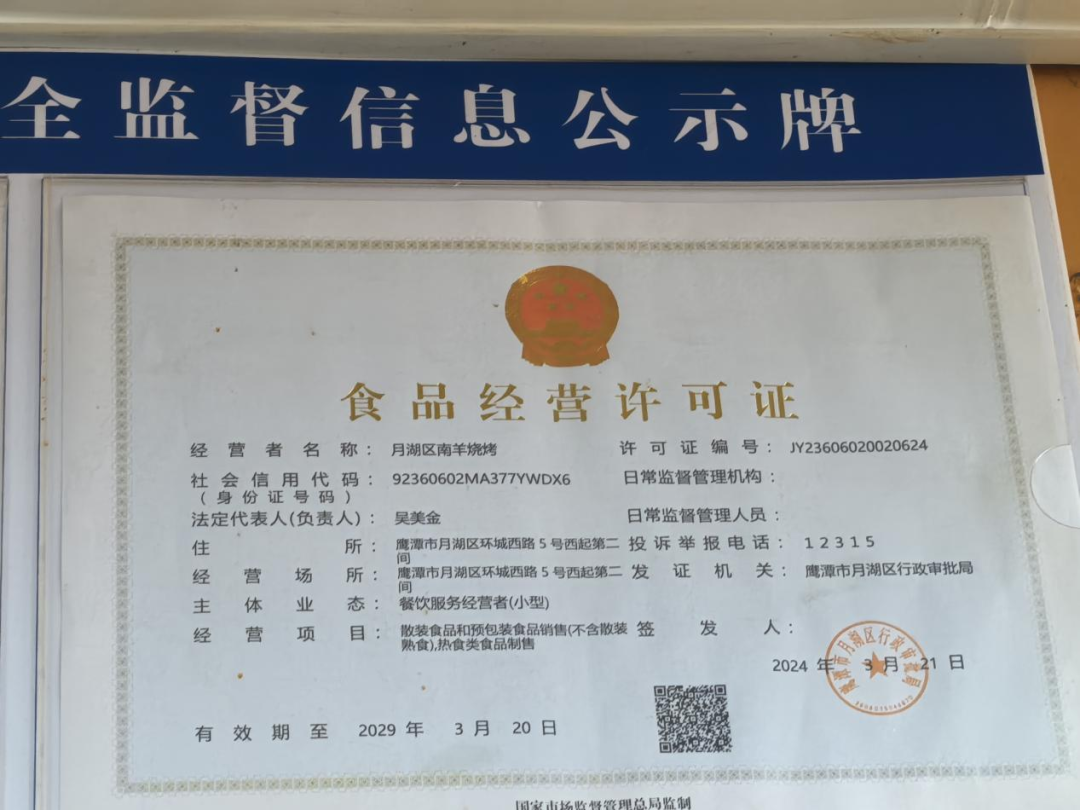 全监督信息公示牌
食品经营许可证
经营者名称：月湖区南羊烧烤
许可证编号：JY23606020020624
社会信用代码：92360602MA377YWDX6
（身份证号码）
日常监督管理机构：
法定代表人(负责人)：吴美金
日常监督管理人员：
住所：鹰潭市月湖区环城西路5号西起第二
间
投诉举报电话：12315
经营场所：鹰潭市月湖区环城西路5号西起第二
间
发证机关：鹰潭市月湖区行政审批局
主体业态：餐饮服务经营者(小型)
经营项目：散装食品和预包装食品销售(不含散装
熟食),热食类食品制售
签发人：
鹰潭市月湖区行政审批局
2024年3月21日
有效期至2029年3月20日
国家市场监督管理总局监制